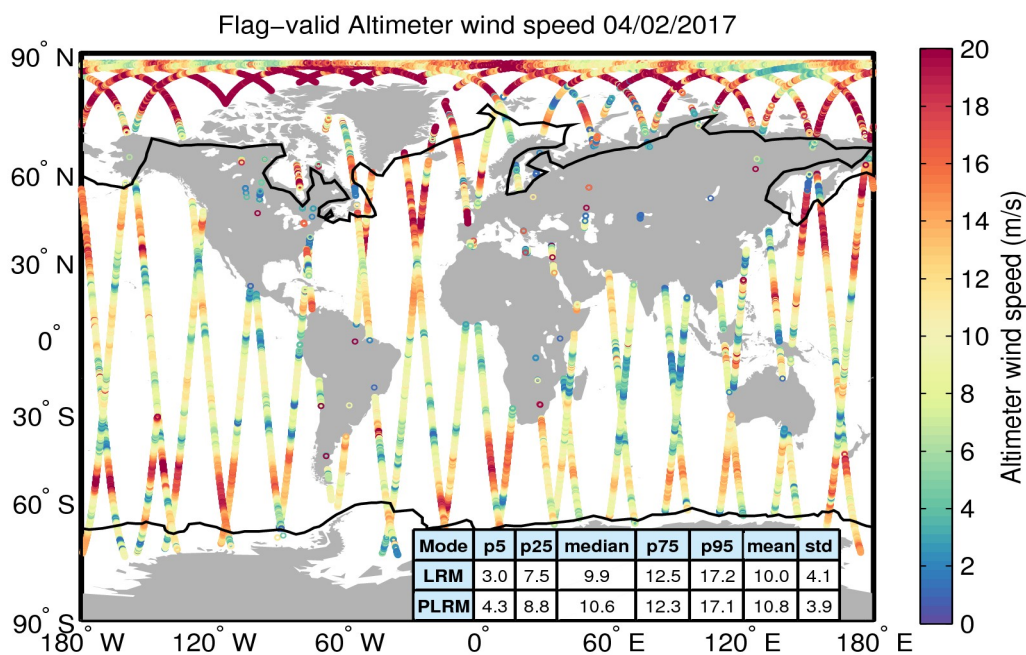 Flag−valid Altimeter wind speed 04/02/2017
90° N
60° N
30° N
0°
30° S
60° S
90° S
180° W
120° W
60° W
0°
60° E
120° E
180° E
Mode p5 p25 median p75 p95 mean std
LRM 3.0 7.5 9.9 12.5 17.2 10.0 4.1
PLRM 4.3 8.8 10.6 12.3 17.1 10.8 3.9
20
18
16
14
12
10
8
6
4
2
0
Altimeter wind speed (m/s)